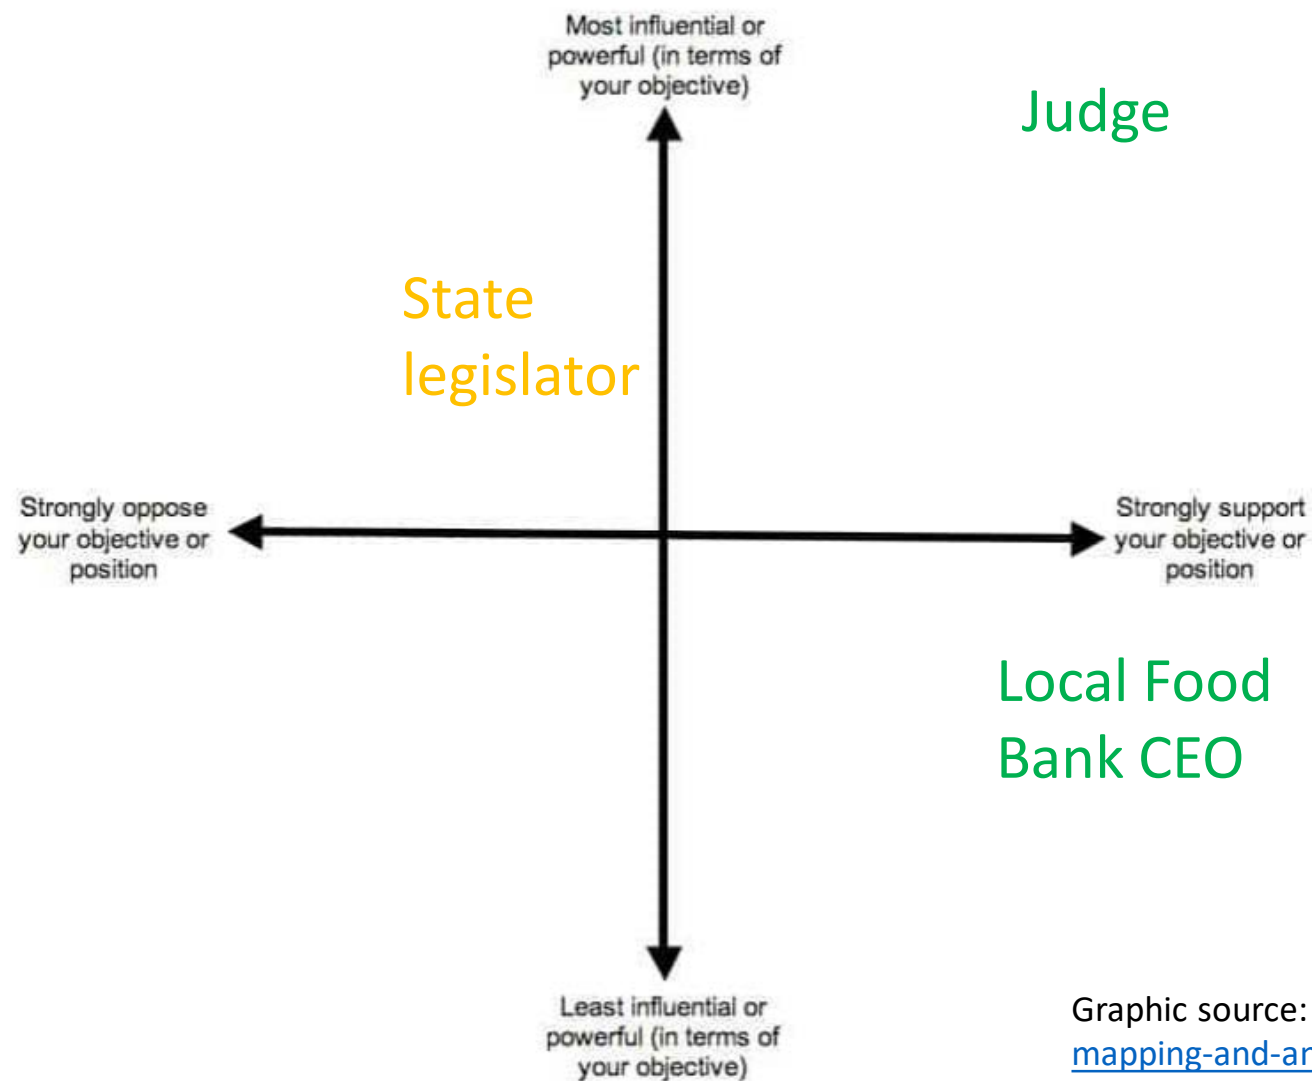 Most influential or
powerful (in terms of
your objective)
Judge
State
legislator
Strongly oppose
your objective or
position
Strongly support
your objective or
position
Local Food
Bank CEO
Least influential or
powerful (in terms of
your objective)
Graphic source:
mapping-and-an